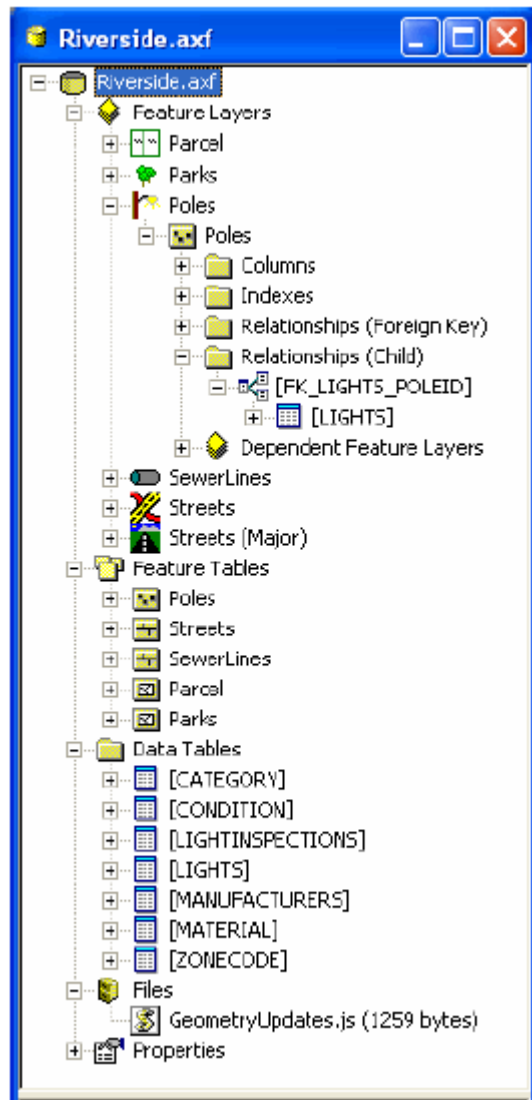 Riverside.axf
Riverside.axf
Feature Layers
Parcel
Parks
Poles
Poles
Columns
Indexes
Relationships (Foreign Key)
Relationships (Child)
[FK_LIGHTS_POLEID]
[LIGHTS]
Dependent Feature Layers
SewerLines
Streets
Streets (Major)
Feature Tables
Poles
Streets
SewerLines
Parcel
Parks
Data Tables
[CATEGORY]
[CONDITION]
[LIGHTINSPECTIONS]
[LIGHTS]
[MANUFACTURERS]
[MATERIAL]
[ZONECODE]
Files
GeometryUpdates.js (1259 bytes)
Properties